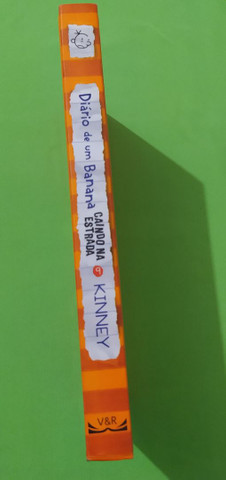 Diário de um Banana
CAINDO NA
ESTRADA
9
KINNEY
V&R